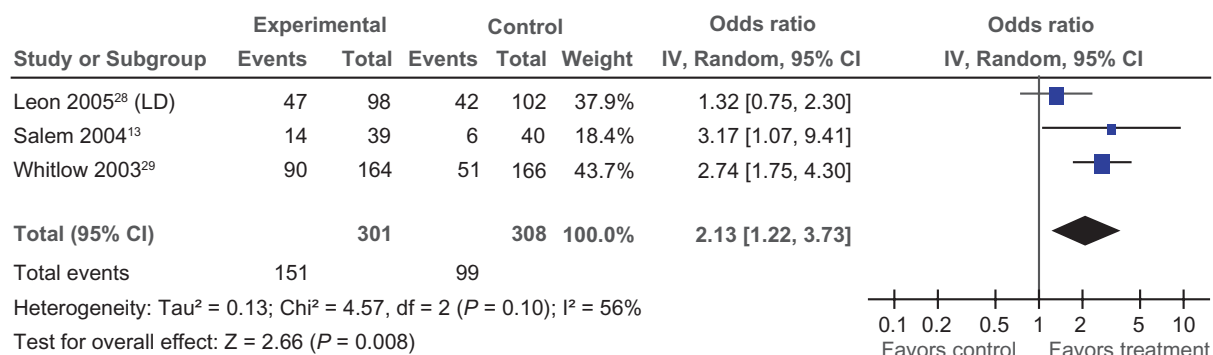 Experimental Control Odds ratio Odds ratio
Study or Subgroup Events Total Events Total Weight IV, Random, 95% CI IV, Random, 95% CI
Leon 2005²⁸ (LD) 47 98 42 102 37.9% 1.32 [0.75, 2.30]
Salem 2004¹³ 14 39 6 40 18.4% 3.17 [1.07, 9.41]
Whitlow 2003²⁹ 90 164 51 166 43.7% 2.74 [1.75, 4.30]
Total (95% CI) 301 308 100.0% 2.13 [1.22, 3.73]
Total events 151 99
Heterogeneity: Tau² = 0.13; Chi² = 4.57, df = 2 (P = 0.10); I² = 56%
Test for overall effect: Z = 2.66 (P = 0.008)
0.1 0.2 0.5 1 2 5 10
Favors control Favors treatment